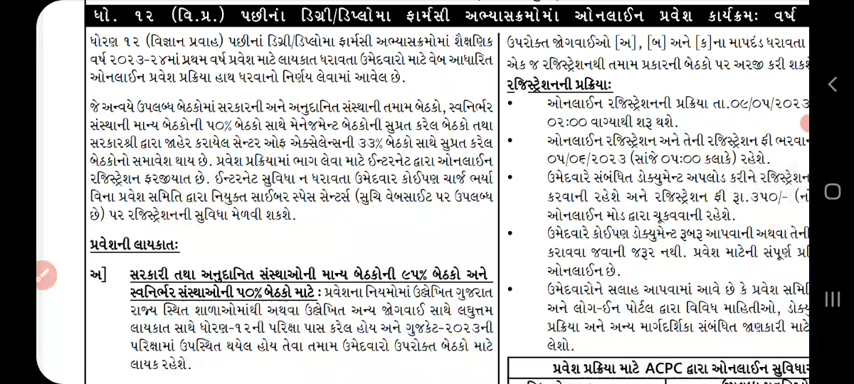 ધો. ૧૨ (વિ.પ્ર.) પછીનાં ડિગ્રી/ડિપ્લોમા ફાર્મસી અભ્યાસક્રમોમાં ઓનલાઈન પ્રવેશ કાર્યક્રમઃ વર્ષ
ધોરણ ૧૨ (વિજ્ઞાન પ્રવાહ) પછીનાં ડિગ્રી/ડિપ્લોમા ફાર્મસી અભ્યાસક્રમોમાં શૈક્ષણિક
વર્ષ ૨૦૨૩-૨૪માં પ્રથમ વર્ષ પ્રવેશ માટે લાયકાત ધરાવતા ઉમેદવારો માટે વેબ આધારિત
ઓનલાઈન પ્રવેશ પ્રક્રિયા હાથ ધરવાનો નિર્ણય લેવામાં આવેલ છે.
જે અન્વયે ઉપલબ્ધ બેઠકોમાં સરકારની અને અનુદાનિત સંસ્થાની તમામ બેઠકો, સ્વનિર્ભર
સંસ્થાની માન્ય બેઠકોની ૫૦% બેઠકો સાથે મેનેજમેન્ટ બેઠકોની સુપ્રત કરેલ બેઠકો તથા
સરકારશ્રી દ્વારા જાહેર કરાયેલ સેન્ટર ઓફ એક્સેલેન્સની ૩૩% બેઠકો સાથે સુપ્રત કરેલ
બેઠકોનો સમાવેશ થાય છે. પ્રવેશ પ્રક્રિયામાં ભાગ લેવા માટે ઈન્ટરનેટ દ્વારા ઓનલાઈન
રજિસ્ટ્રેશન ફરજીયાત છે. ઈન્ટરનેટ સુવિધા ન ધરાવતા ઉમેદવાર કોઈપણ ચાર્જ ભર્યા
વિના પ્રવેશ સમિતિ દ્વારા નિયુક્ત સાઈબર સ્પેસ સેન્ટર્સ (સુચિ વેબસાઈટ પર ઉપલબ્ધ
છે) પર રજિસ્ટ્રેશનની સુવિધા મેળવી શકશે.
પ્રવેશની લાયકાતઃ
અ] સરકારી તથા અનુદાનિત સંસ્થાઓની માન્ય બેઠકોની ૯૫% બેઠકો અને
સ્વનિર્ભર સંસ્થાઓની ૫૦% બેઠકો માટે : પ્રવેશના નિયમોમાં ઉલ્લેખિત ગુજરાત
રાજ્ય સ્થિત શાળાઓમાંથી અથવા ઉલ્લેખિત અન્ય જોગવાઈ સાથે લઘુત્તમ
લાયકાત સાથે ધોરણ-૧૨ની પરિક્ષા પાસ કરેલ હોય અને ગુજકેટ-૨૦૨૩ની
પરિક્ષામાં ઉપસ્થિત થયેલ હોય તેવા તમામ ઉમેદવારો ઉપરોક્ત બેઠકો માટે
લાયક રહેશે.
ઉપરોક્ત જોગવાઈઓ [અ], [બ] અને [ક]ના માપદંડ ધરાવતા
એક જ રજિસ્ટ્રેશનથી તમામ પ્રકારની બેઠકો પર અરજી કરી શકશે
રજિસ્ટ્રેશનની પ્રક્રિયાઃ
• ઓનલાઈન રજિસ્ટ્રેશનની પ્રક્રિયા તા.૦૯/૦૫/૨૦૨૩
૦૨:૦૦ વાગ્યાથી શરૂ થશે.
• ઓનલાઈન રજિસ્ટ્રેશન અને તેની રજિસ્ટ્રેશન ફી ભરવાન
૦૫/૦૬/૨૦૨૩ (સાંજે ૦૫:૦૦ કલાકે) રહેશે.
• ઉમેદવારે સંબંધિત ડોક્યુમેન્ટ અપલોડ કરીને રજિસ્ટ્રેશન
કરવાની રહેશે અને રજિસ્ટ્રેશન ફી રૂા.૩૫૦/- (નો
ઓનલાઈન મોડ દ્વારા ચૂકવવાની રહેશે.
• ઉમેદવારે કોઈપણ ડોક્યુમેન્ટ રૂબરૂ આપવાની અથવા તેની
કરાવવા જવાની જરૂર નથી. પ્રવેશ માટેની સંપૂર્ણ પ્રિ
ઓનલાઈન છે.
• ઉમેદવારોને સલાહ આપવામાં આવે છે કે પ્રવેશ સમિ
અને લોગ-ઈન પોર્ટલ દ્વારા વિવિધ માહિતીઓ, ડોક્યુ
પ્રક્રિયા અને અન્ય માર્ગદર્શિકા સંબંધિત જાણકારી માટે
લેશો.
પ્રવેશ પ્રક્રિયા માટે ACPC દ્વારા ઓનલાઈન સુવિધા